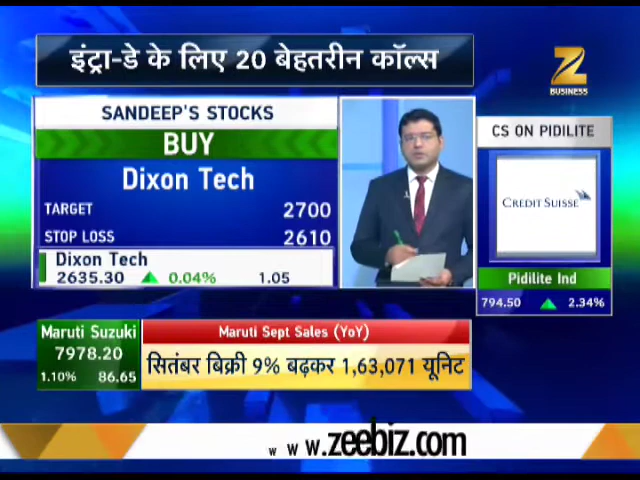 इंट्रा-डे के लिए 20 बेहतरीन कॉल्स
Z
BUSINESS
SANDEEP'S STOCKS
BUY
Dixon Tech
TARGET 2700
STOP LOSS 2610
Dixon Tech
2635.30 0.04% 1.05
CS ON PIDILITE
CREDIT SUISSE
Pidilite Ind
794.50 2.34%
Maruti Suzuki
7978.20
1.10% 86.65
Maruti Sept Sales (YoY)
सितंबर बिक्री 9% बढ़कर 1,63,071 यूनिट
w w.zeebiz.com